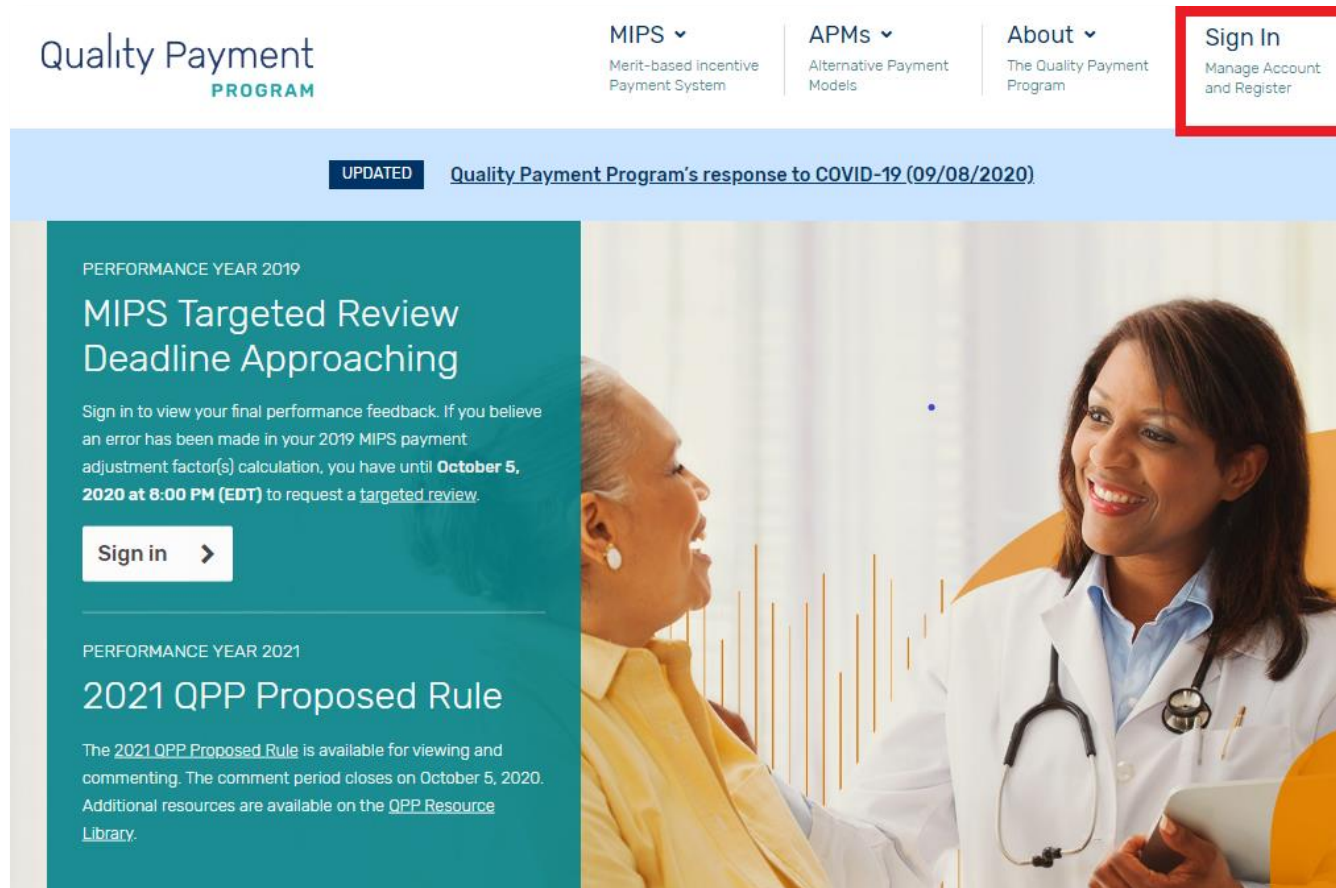 Quality Payment
PROGRAM
MIPS
Merit-based incentive
Payment System
APMs
Alternative Payment
Models
About
The Quality Payment
Program
Sign In
Manage Account
and Register
UPDATED Quality Payment Program's response to COVID-19 (09/08/2020)
PERFORMANCE YEAR 2019
MIPS Targeted Review
Deadline Approaching
Sign in to view your final performance feedback. If you believe
an error has been made in your 2019 MIPS payment
adjustment factor(s) calculation, you have until October 5,
2020 at 8:00 PM (EDT) to request a targeted review.
Sign in
PERFORMANCE YEAR 2021
2021 QPP Proposed Rule
The 2021 QPP Proposed Rule is available for viewing and
commenting. The comment period closes on October 5, 2020.
Additional resources are available on the QPP Resource
Library.